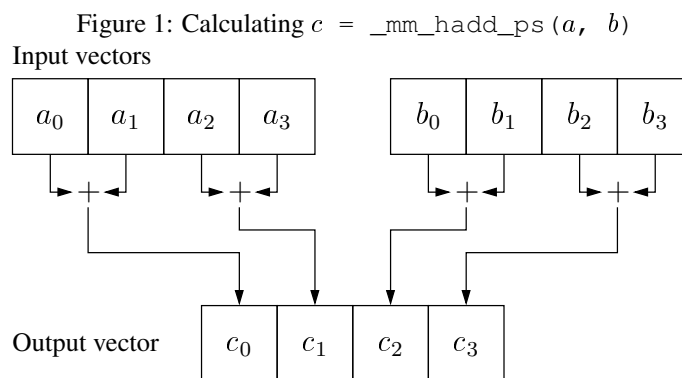 Figure 1: Calculating c = _mm_hadd_ps(a, b)
Input vectors
a0 a1 a2 a3 b0 b1 b2 b3
+ + + +
Output vector c0 c1 c2 c3